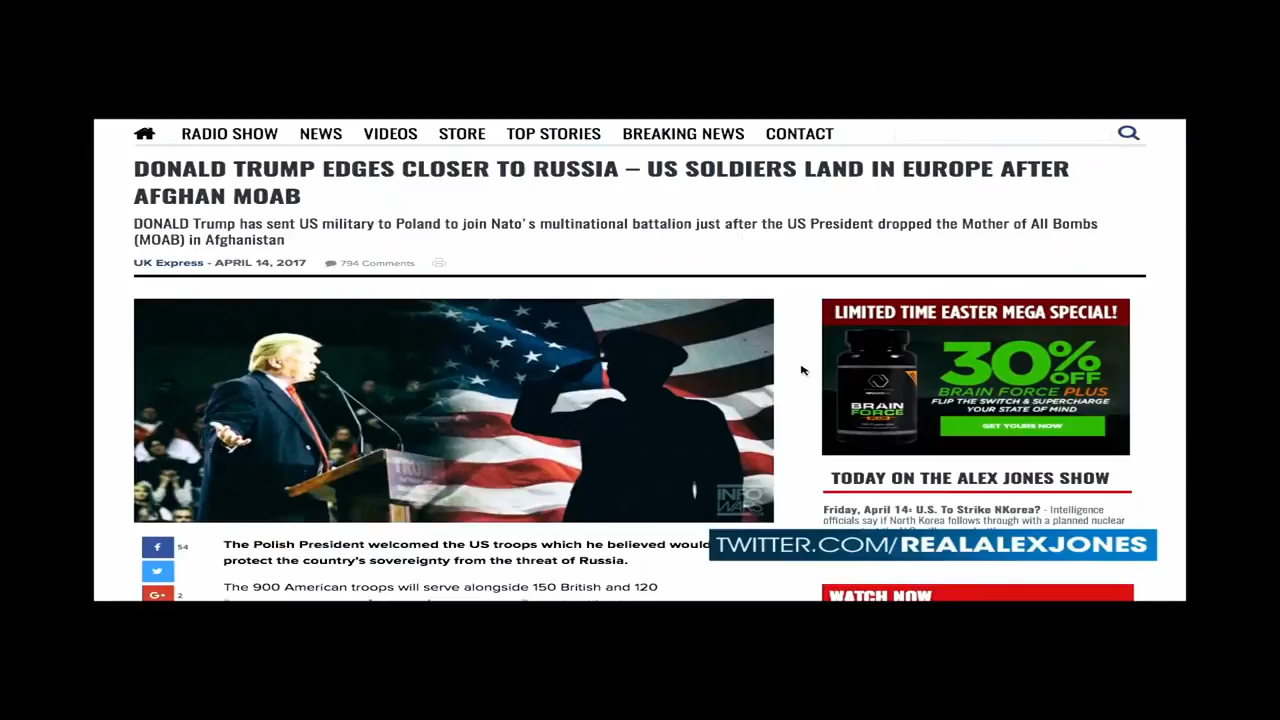 RADIO SHOW NEWS VIDEOS STORE TOP STORIES BREAKING NEWS CONTACT
DONALD TRUMP EDGES CLOSER TO RUSSIA – US SOLDIERS LAND IN EUROPE AFTER
AFGHAN MOAB
DONALD Trump has sent US military to Poland to join Nato's multinational battalion just after the US President dropped the Mother of All Bombs
(MOAB) in Afghanistan
UK Express - APRIL 14, 2017 794 Comments
TRUMP
INFO
WARS
LIMITED TIME EASTER MEGA SPECIAL!
30%
OFF
BRAIN FORCE PLUS
FLIP THE SWITCH & SUPERCHARGE
YOUR STATE OF MIND
GET YOURS NOW
BRAIN
FORCE
PLUS
TODAY ON THE ALEX JONES SHOW
Friday, April 14: U.S. To Strike NKorea? - Intelligence
officials say if North Korea follows through with a planned nuclear
TWITTER.COM/REALALEXJONES
WATCH NOW
f 54
G+ 2
The Polish President welcomed the US troops which he believed would
protect the country's sovereignty from the threat of Russia.
The 900 American troops will serve alongside 150 British and 120